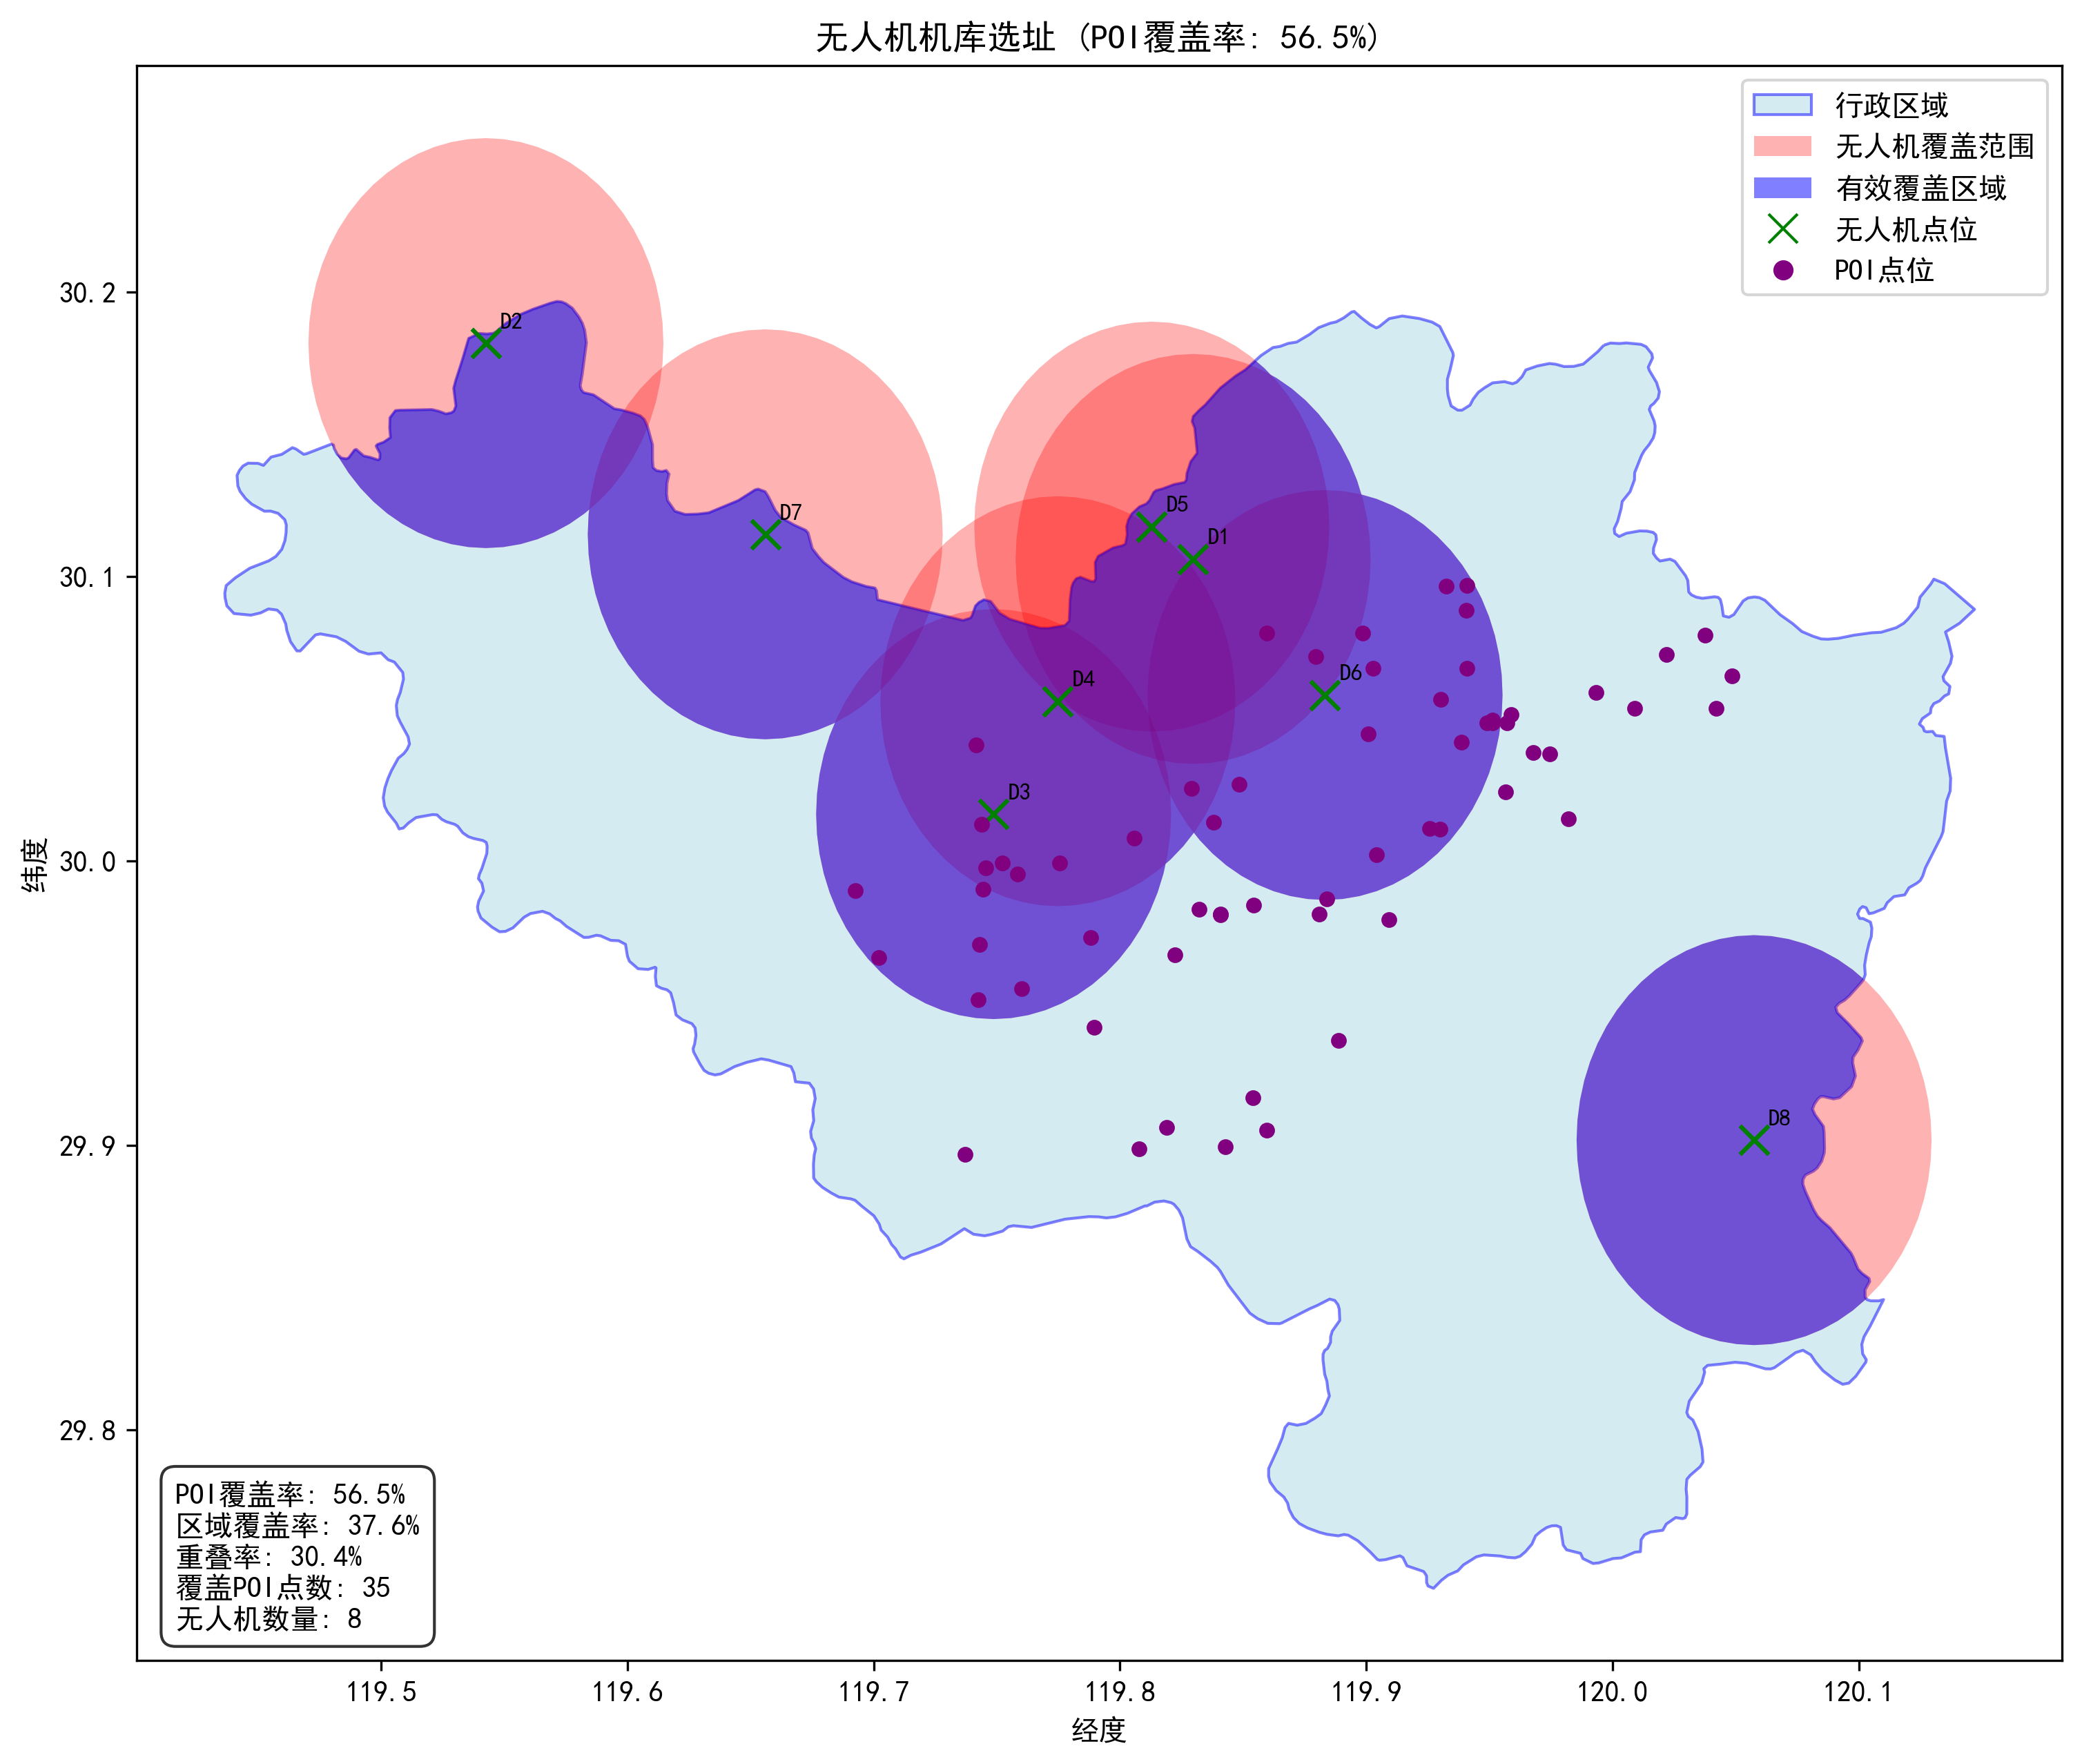 无人机机库选址 (POI覆盖率: 56.5%)
行政区域
无人机覆盖范围
有效覆盖区域
无人机点位
POI点位
30.2
30.1
30.0
29.9
29.8
纬度
D2
D7
D5
D1
D4
D6
D3
D8
POI覆盖率: 56.5%
区域覆盖率: 37.6%
重叠率: 30.4%
覆盖POI点数: 35
无人机数量: 8
119.5
119.6
119.7
119.8
119.9
120.0
120.1
经度